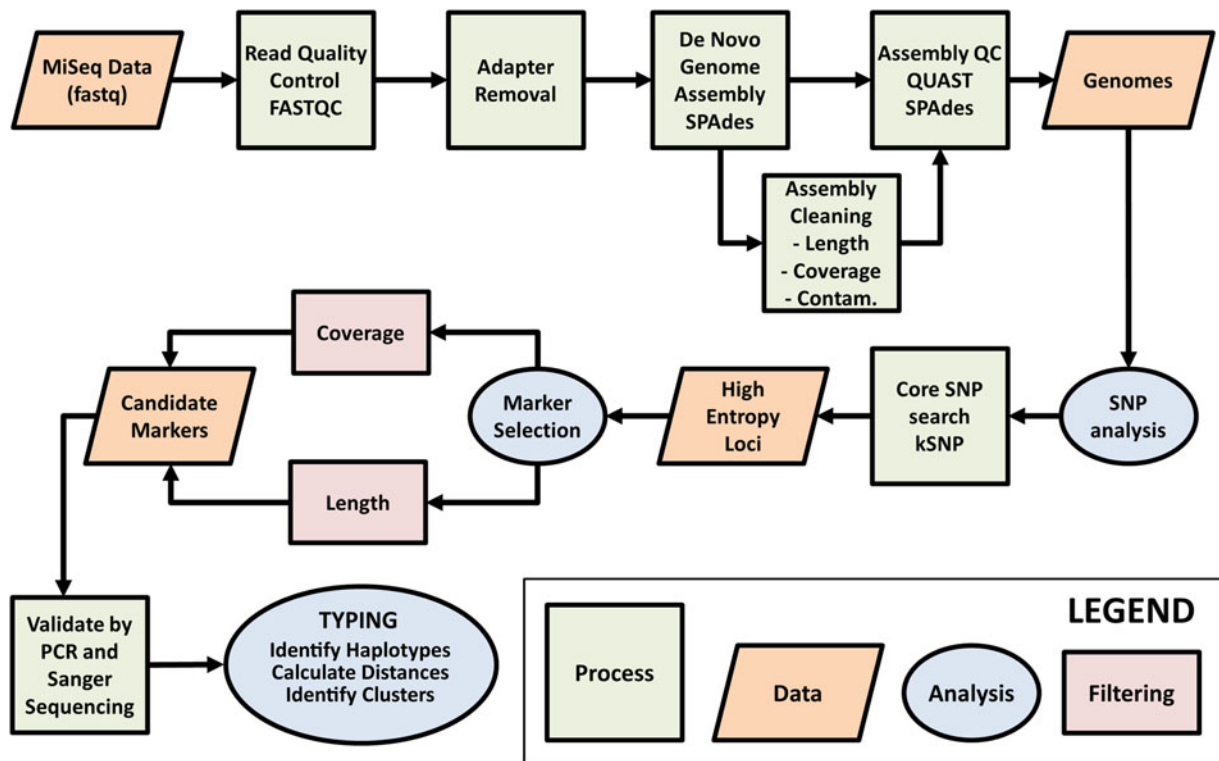 MiSeq Data
(fastq)
Read Quality
Control
FASTQC
Adapter
Removal
De Novo
Genome
Assembly
SPAdes
Assembly QC
QUAST
SPAdes
Genomes
Assembly
Cleaning
- Length
- Coverage
- Contam.
SNP
analysis
Core SNP
search
kSNP
High
Entropy
Loci
Marker
Selection
Coverage
Length
Candidate
Markers
Validate by
PCR and
Sanger
Sequencing
TYPING
Identify Haplotypes
Calculate Distances
Identify Clusters
LEGEND
Process
Data
Analysis
Filtering